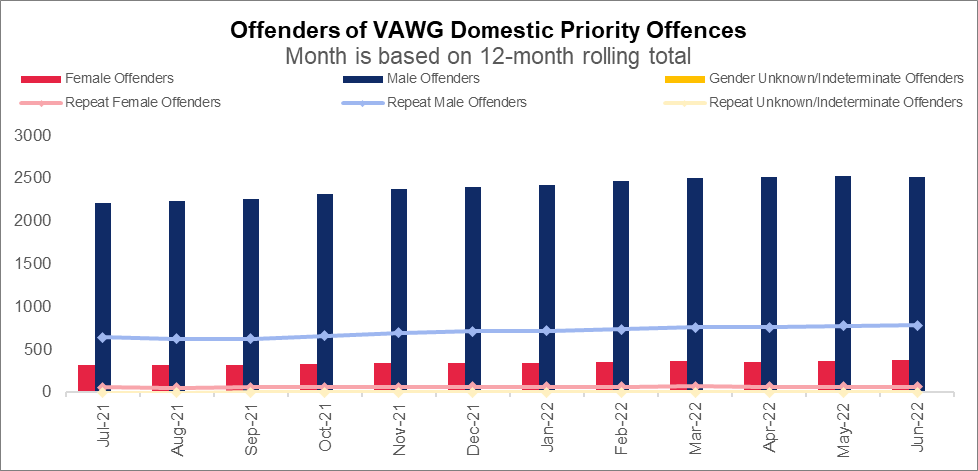 Offenders of VAWG Domestic Priority Offences
Month is based on 12-month rolling total
Female Offenders Male Offenders Gender Unknown/Indeterminate Offenders
Repeat Female Offenders Repeat Male Offenders Repeat Unknown/Indeterminate Offenders
3000
2500
2000
1500
1000
500
0
Jul-21 Aug-21 Sep-21 Oct-21 Nov-21 Dec-21 Jan-22 Feb-22 Mar-22 Apr-22 May-22 Jun-22